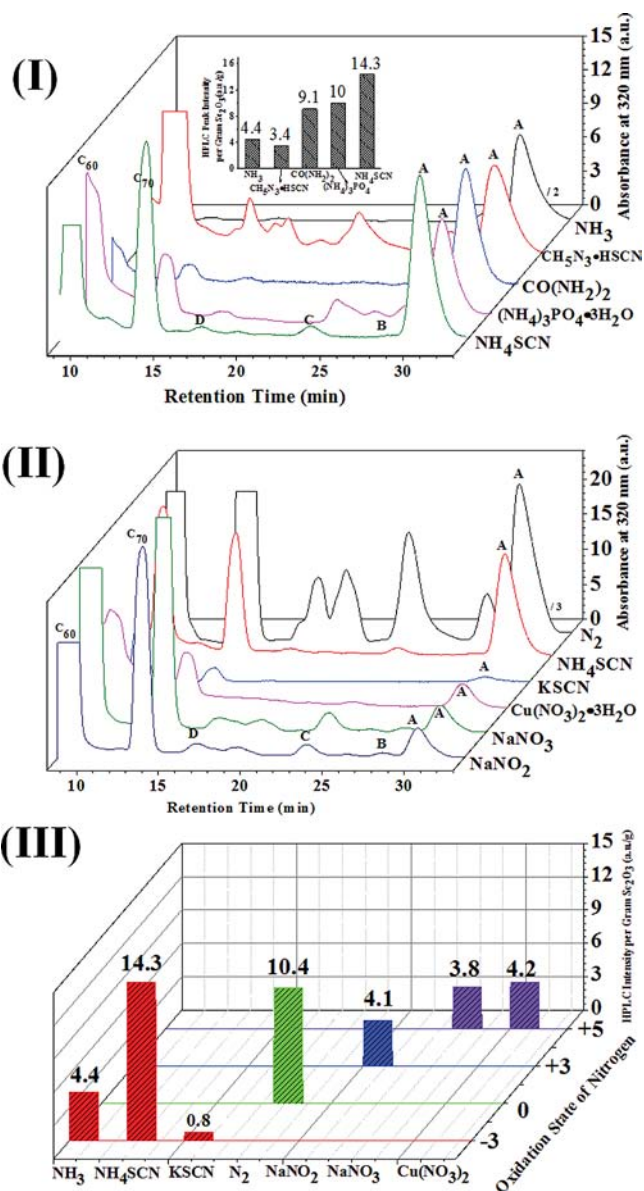 (I)
15
12
9
6
3
0
Absorbance at 320 nm (a.u.)
HPLC Peak Intensity
per Gram Sc2O3(a.u/g)
16
12
8
4
0
4.4
3.4
9.1
10
14.3
NH3
CH5N3•HSCN
CO(NH2)2
(NH4)3PO4
NH4SCN
C60
C70
D
C
B
A
A
A
A
A
/ 2
NH3
CH5N3•HSCN
CO(NH2)2
(NH4)3PO4•3H2O
NH4SCN
10
15
20
25
30
Retention Time (min)
(II)
20
15
10
5
0
Absorbance at 320 nm (a.u.)
C60
C70
D
C
B
A
A
A
A
A
A
/ 3
N2
NH4SCN
KSCN
Cu(NO3)2•3H2O
NaNO3
NaNO2
10
15
20
25
30
Retention Time (min)
(III)
15
12
9
6
3
0
HPLC Intensity per Gram Sc2O3 (a.u/g)
4.4
14.3
0.8
10.4
4.1
3.8
4.2
+5
+3
0
-3
Oxidation State of Nitrogen
NH3
NH4SCN
KSCN
N2
NaNO2
NaNO3
Cu(NO3)2